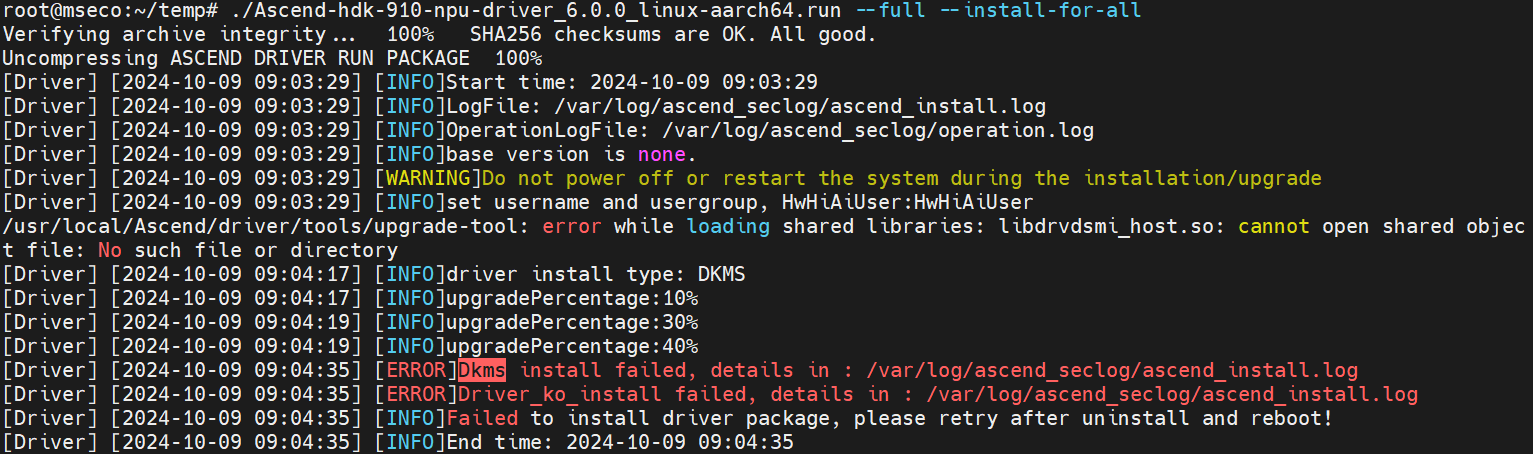 root@mseco:~/temp# ./Ascend-hdk-910-npu-driver_6.0.0_linux-aarch64.run --full --install-for-all
Verifying archive integrity...  100%   SHA256 checksums are OK. All good.
Uncompressing ASCEND DRIVER RUN PACKAGE  100%
[Driver] [2024-10-09 09:03:29] [INFO]Start time: 2024-10-09 09:03:29
[Driver] [2024-10-09 09:03:29] [INFO]LogFile: /var/log/ascend_seclog/ascend_install.log
[Driver] [2024-10-09 09:03:29] [INFO]OperationLogFile: /var/log/ascend_seclog/operation.log
[Driver] [2024-10-09 09:03:29] [INFO]base version is none.
[Driver] [2024-10-09 09:03:29] [WARNING]Do not power off or restart the system during the installation/upgrade
[Driver] [2024-10-09 09:03:29] [INFO]set username and usergroup, HwHiAiUser:HwHiAiUser
/usr/local/Ascend/driver/tools/upgrade-tool: error while loading shared libraries: libdrvdsmi_host.so: cannot open shared objec
t file: No such file or directory
[Driver] [2024-10-09 09:04:17] [INFO]driver install type: DKMS
[Driver] [2024-10-09 09:04:17] [INFO]upgradePercentage:10%
[Driver] [2024-10-09 09:04:19] [INFO]upgradePercentage:30%
[Driver] [2024-10-09 09:04:19] [INFO]upgradePercentage:40%
[Driver] [2024-10-09 09:04:35] [ERROR]Dkms install failed, details in : /var/log/ascend_seclog/ascend_install.log
[Driver] [2024-10-09 09:04:35] [ERROR]Driver_ko_install failed, details in : /var/log/ascend_seclog/ascend_install.log
[Driver] [2024-10-09 09:04:35] [INFO]Failed to install driver package, please retry after uninstall and reboot!
[Driver] [2024-10-09 09:04:35] [INFO]End time: 2024-10-09 09:04:35